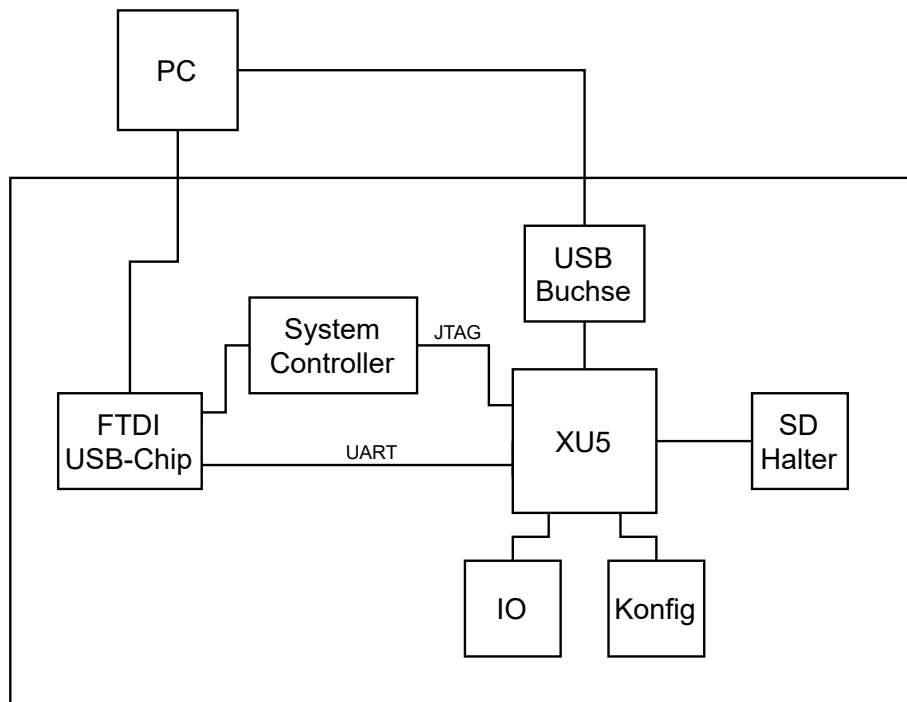 PC
USB
Buchse
System
Controller
JTAG
FTDI
USB-Chip
UART
XU5
SD
Halter
IO
Konfig